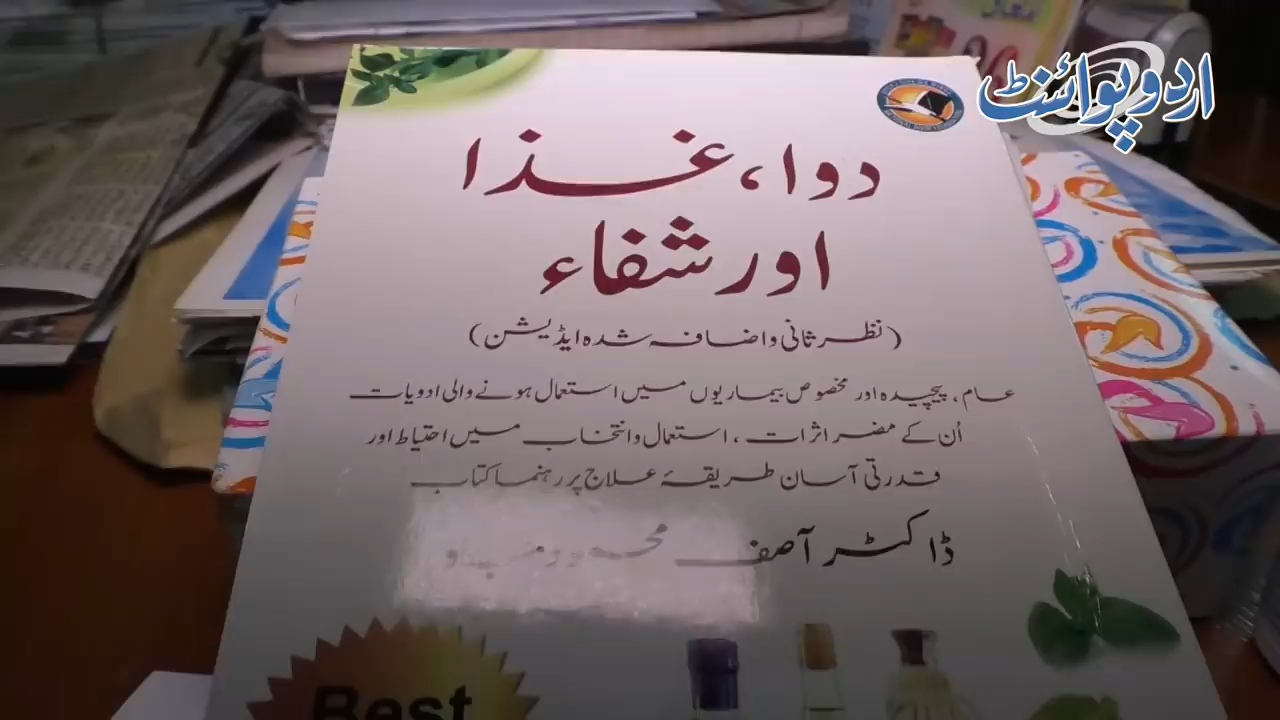 اردو پوائنٹ
دوا، غذا
اور شفاء
(نظر ثانی و اضافہ شدہ ایڈیشن)
عام، پیچیدہ اور مخصوص بیماریوں میں استعمال ہونے والی ادویات
اُن کے مضر اثرات، استعمال و انتخاب میں احتیاط اور
قدرتی آسان طریقۂ علاج پر رہنما کتاب
ڈاکٹر آصف محمود
Best